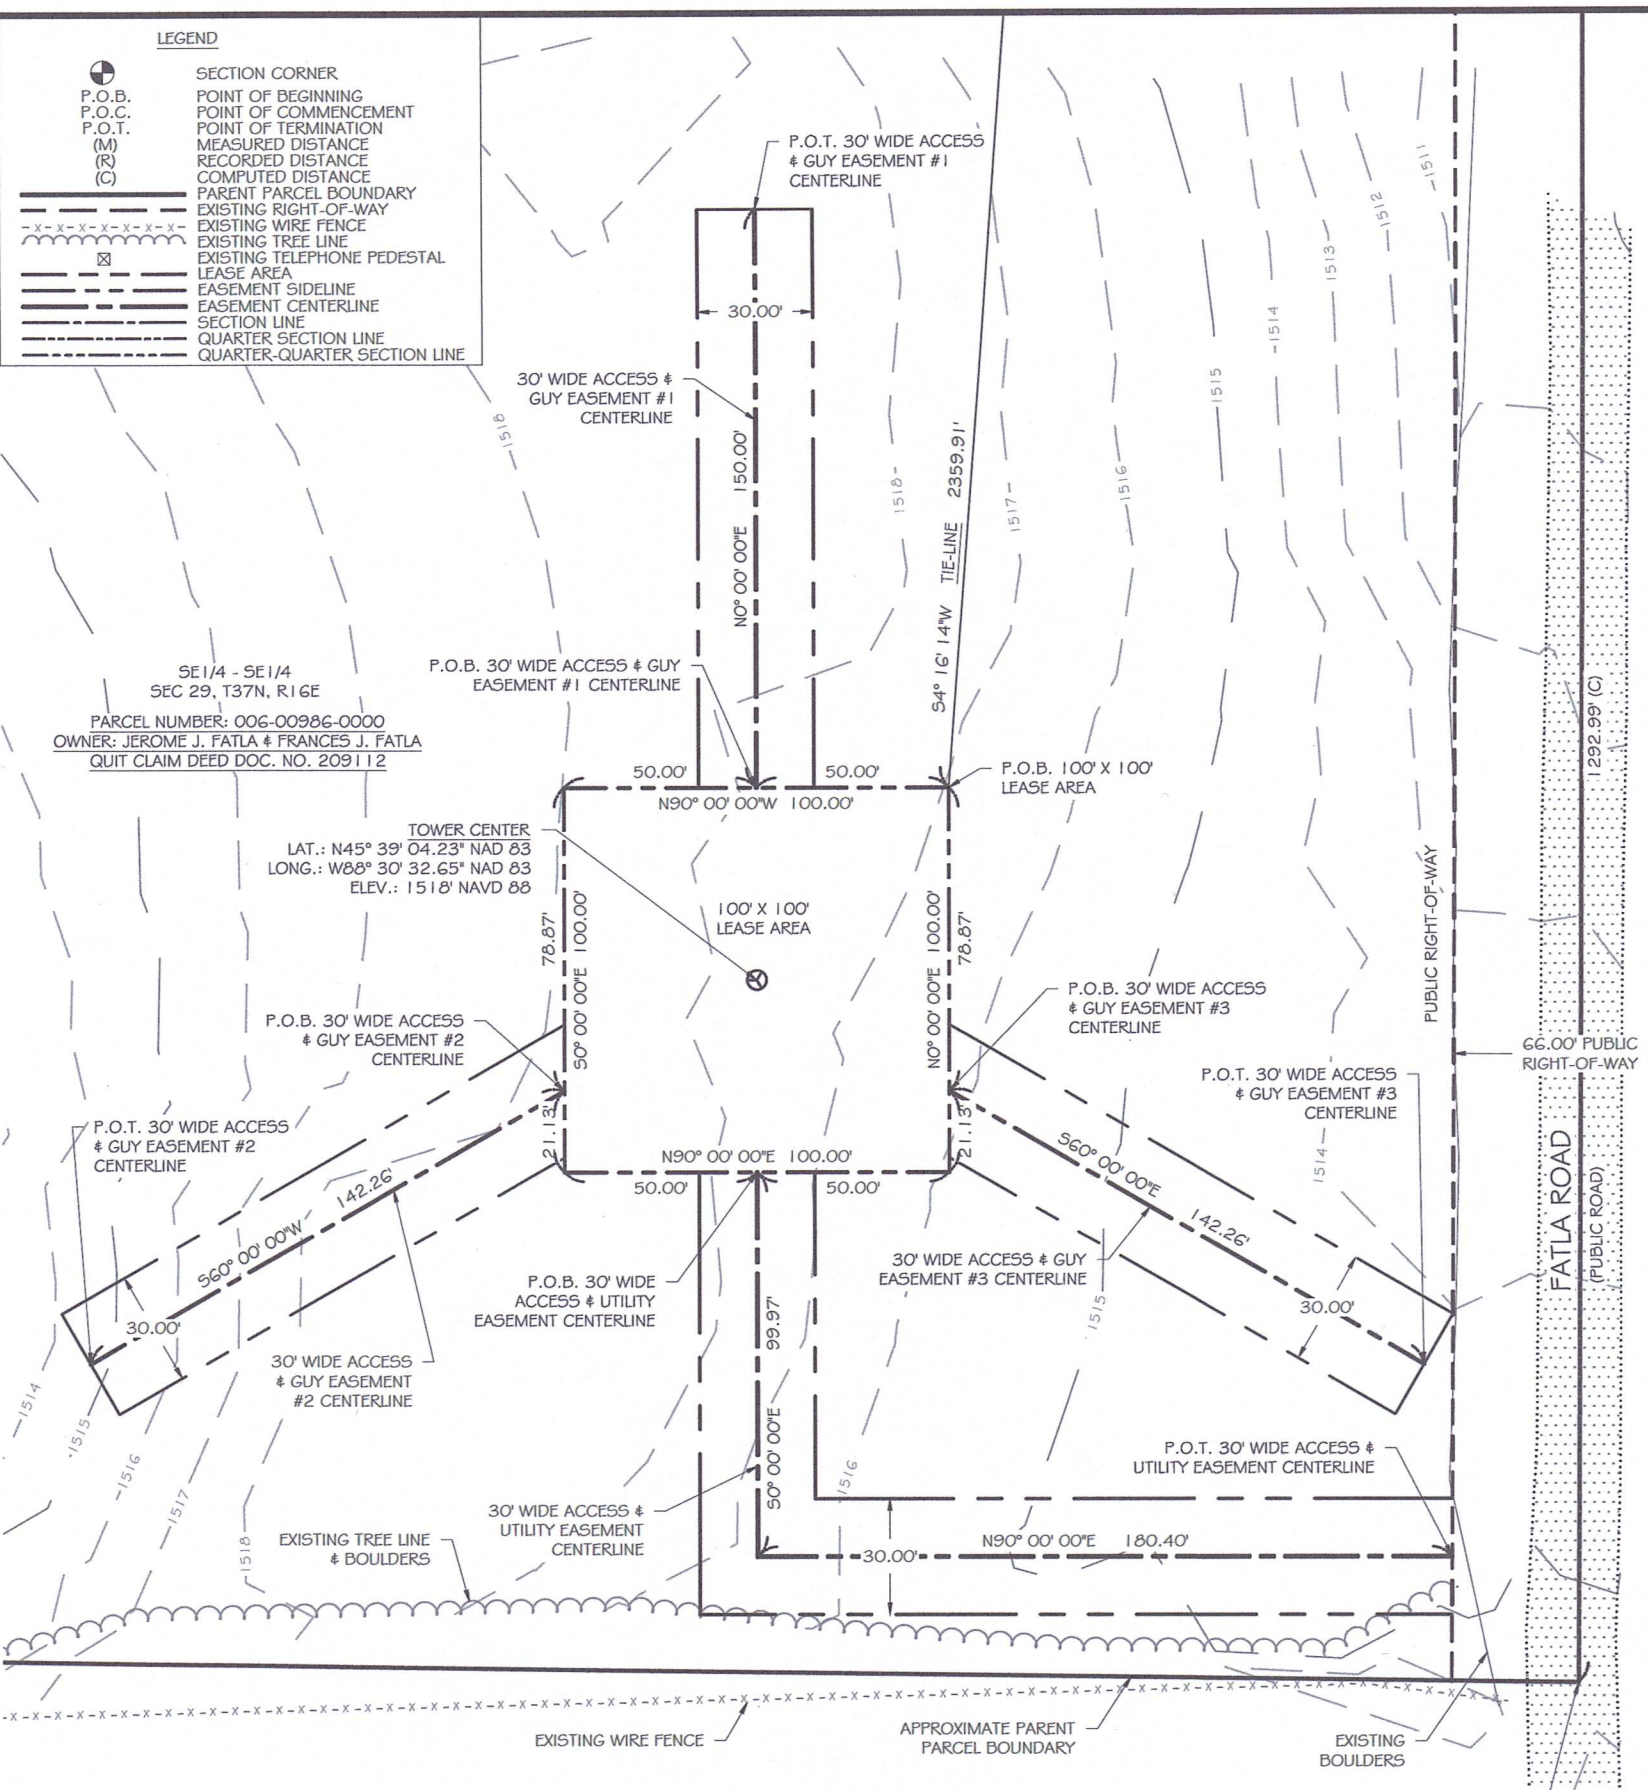 LEGEND
SECTION CORNER
P.O.B. POINT OF BEGINNING
P.O.C. POINT OF COMMENCEMENT
P.O.T. POINT OF TERMINATION
(M) MEASURED DISTANCE
(R) RECORDED DISTANCE
(C) COMPUTED DISTANCE
PARENT PARCEL BOUNDARY
EXISTING RIGHT-OF-WAY
-x-x-x-x-x-x-x-x- EXISTING WIRE FENCE
EXISTING TREE LINE
EXISTING TELEPHONE PEDESTAL
LEASE AREA
EASEMENT SIDELINE
EASEMENT CENTERLINE
SECTION LINE
QUARTER SECTION LINE
QUARTER-QUARTER SECTION LINE
P.O.T. 30' WIDE ACCESS
& GUY EASEMENT #1
CENTERLINE
1511
1512
1513
1514
1515
1516
1517
1518
1518
30.00'
30' WIDE ACCESS &
GUY EASEMENT #1
CENTERLINE
N0° 00' 00"E 150.00'
S4° 16' 14"W TIE-LINE 2359.91'
P.O.B. 30' WIDE ACCESS & GUY
EASEMENT #1 CENTERLINE
SE1/4 - SE1/4
SEC 29, T37N, R16E
PARCEL NUMBER: 006-00986-0000
OWNER: JEROME J. FATLA & FRANCES J. FATLA
QUIT CLAIM DEED DOC. NO. 209112
1292.99' (C)
50.00' 50.00'
N90° 00' 00"W 100.00'
P.O.B. 100' X 100'
LEASE AREA
TOWER CENTER
LAT.: N45° 39' 04.23" NAD 83
LONG.: W88° 30' 32.65" NAD 83
ELEV.: 1518' NAVD 88
100' X 100'
LEASE AREA
78.87'
S0° 00' 00"E 100.00'
N0° 00' 00"E 100.00'
78.87'
PUBLIC RIGHT-OF-WAY
P.O.B. 30' WIDE ACCESS
& GUY EASEMENT #2
CENTERLINE
P.O.B. 30' WIDE ACCESS
& GUY EASEMENT #3
CENTERLINE
66.00' PUBLIC
RIGHT-OF-WAY
P.O.T. 30' WIDE ACCESS
& GUY EASEMENT #3
CENTERLINE
P.O.T. 30' WIDE ACCESS
& GUY EASEMENT #2
CENTERLINE
21.13'
21.13'
N90° 00' 00"E 100.00'
50.00' 50.00'
S60° 00' 00"W 142.26'
S60° 00' 00"E 142.26'
1514
FATLA ROAD
(PUBLIC ROAD)
P.O.B. 30' WIDE
ACCESS & UTILITY
EASEMENT CENTERLINE
30' WIDE ACCESS & GUY
EASEMENT #3 CENTERLINE
30.00'
30.00'
1515
30' WIDE ACCESS
& GUY EASEMENT
#2 CENTERLINE
S0° 00' 00"E 99.97'
1514
1515
1516
1517
1518
1516
P.O.T. 30' WIDE ACCESS &
UTILITY EASEMENT CENTERLINE
30' WIDE ACCESS &
UTILITY EASEMENT
CENTERLINE
EXISTING TREE LINE
& BOULDERS
30.00'
N90° 00' 00"E 180.40'
-x-x-x-x-x-x-x-x-
EXISTING WIRE FENCE
APPROXIMATE PARENT
PARCEL BOUNDARY
EXISTING
BOULDERS